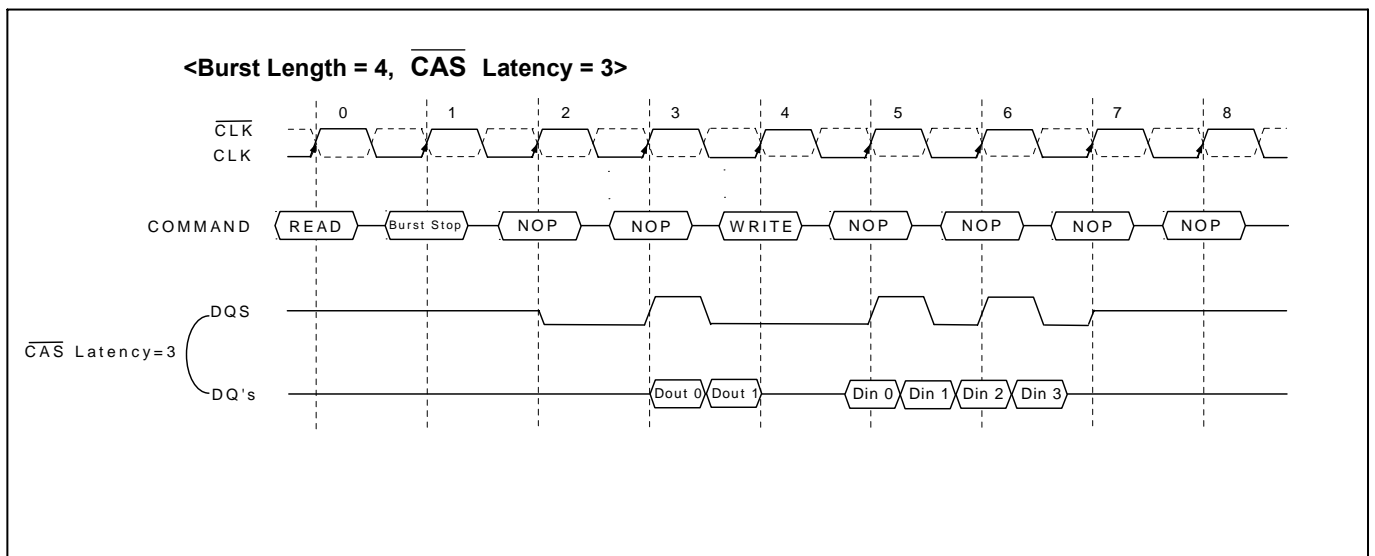 <Burst Length = 4, CAS Latency = 3>
0 1 2 3 4 5 6 7 8
CLK
CLK
COMMAND READ Burst Stop NOP NOP WRITE NOP NOP NOP NOP
DQS
CAS Latency=3
DQ's Dout 0 Dout 1 Din 0 Din 1 Din 2 Din 3